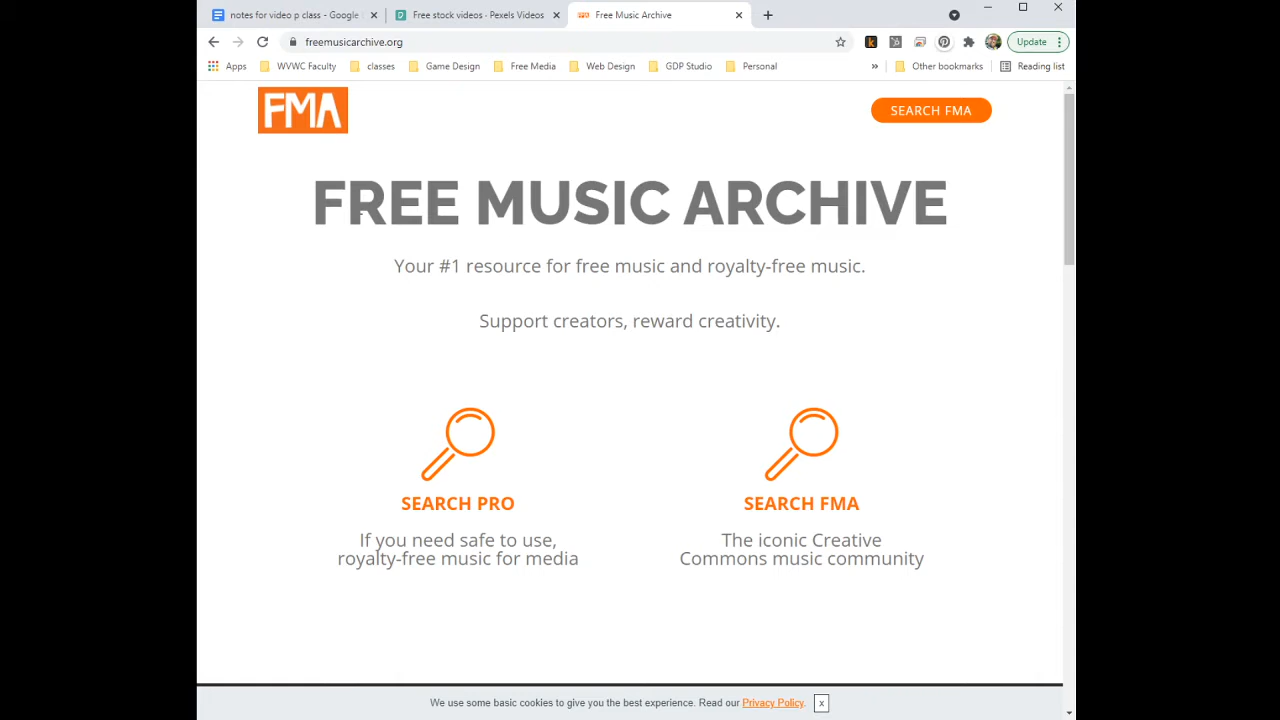 notes for video p class - Google
Free stock videos · Pexels Videos
Free Music Archive
freemusicarchive.org
Update
Apps
WVWC Faculty
classes
Game Design
Free Media
Web Design
GDP Studio
Personal
»
Other bookmarks
Reading list
FMA
SEARCH FMA
FREE MUSIC ARCHIVE
Your #1 resource for free music and royalty-free music.
Support creators, reward creativity.
SEARCH PRO
If you need safe to use,
royalty-free music for media
SEARCH FMA
The iconic Creative
Commons music community
We use some basic cookies to give you the best experience. Read our Privacy Policy. x